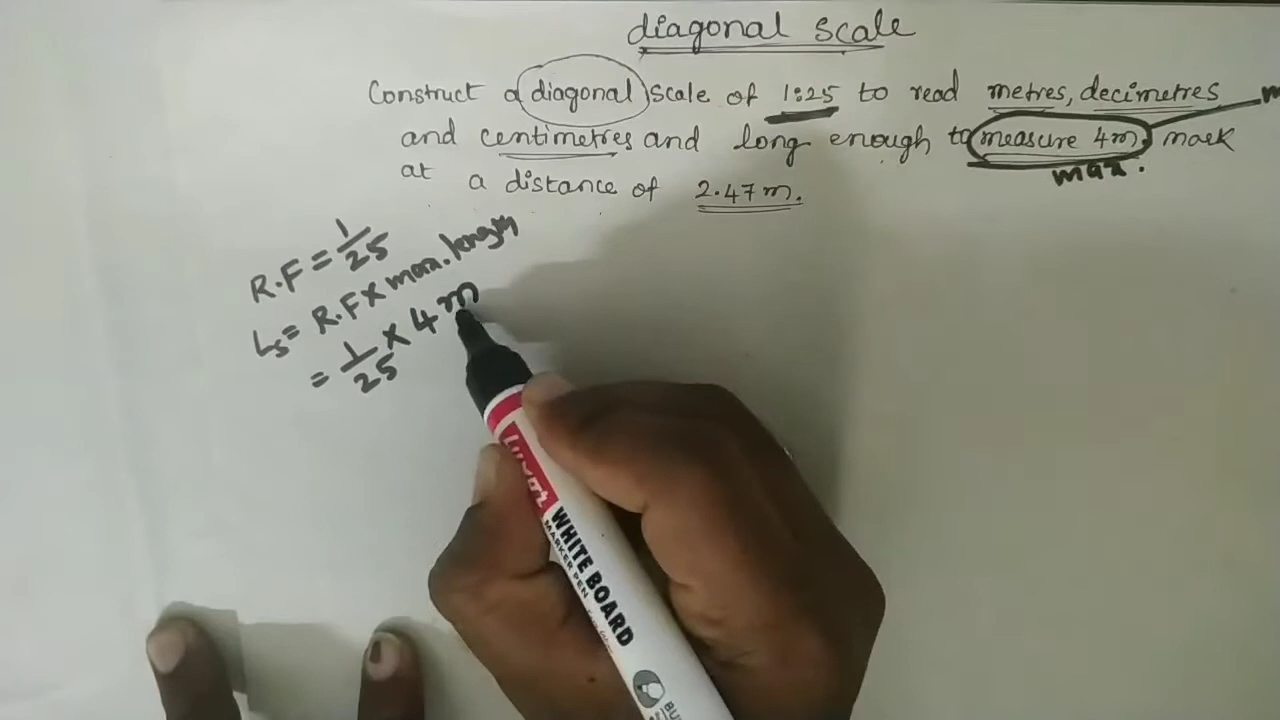 diagonal scale
Construct a diagonal scale of 1:25 to read metres, decimetres
and centimetres and long enough to measure 4m. mark
max.
at a distance of 2.47m.
R.F = 1/25
Ls = R.F × max. length
= 1/25 × 4 m
Luxor
WHITE BOARD
MARKER PEN